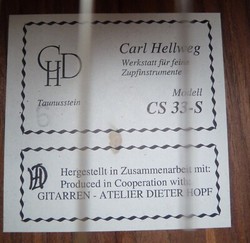 CHD
Carl Hellweg
Werkstatt für feine
Zupfinstrumente
Taunusstein
Modell
CS 33-S
Hergestellt in Zusammenarbeit mit:
Produced in Cooperation with:
GITARREN - ATELIER DIETER HOPF